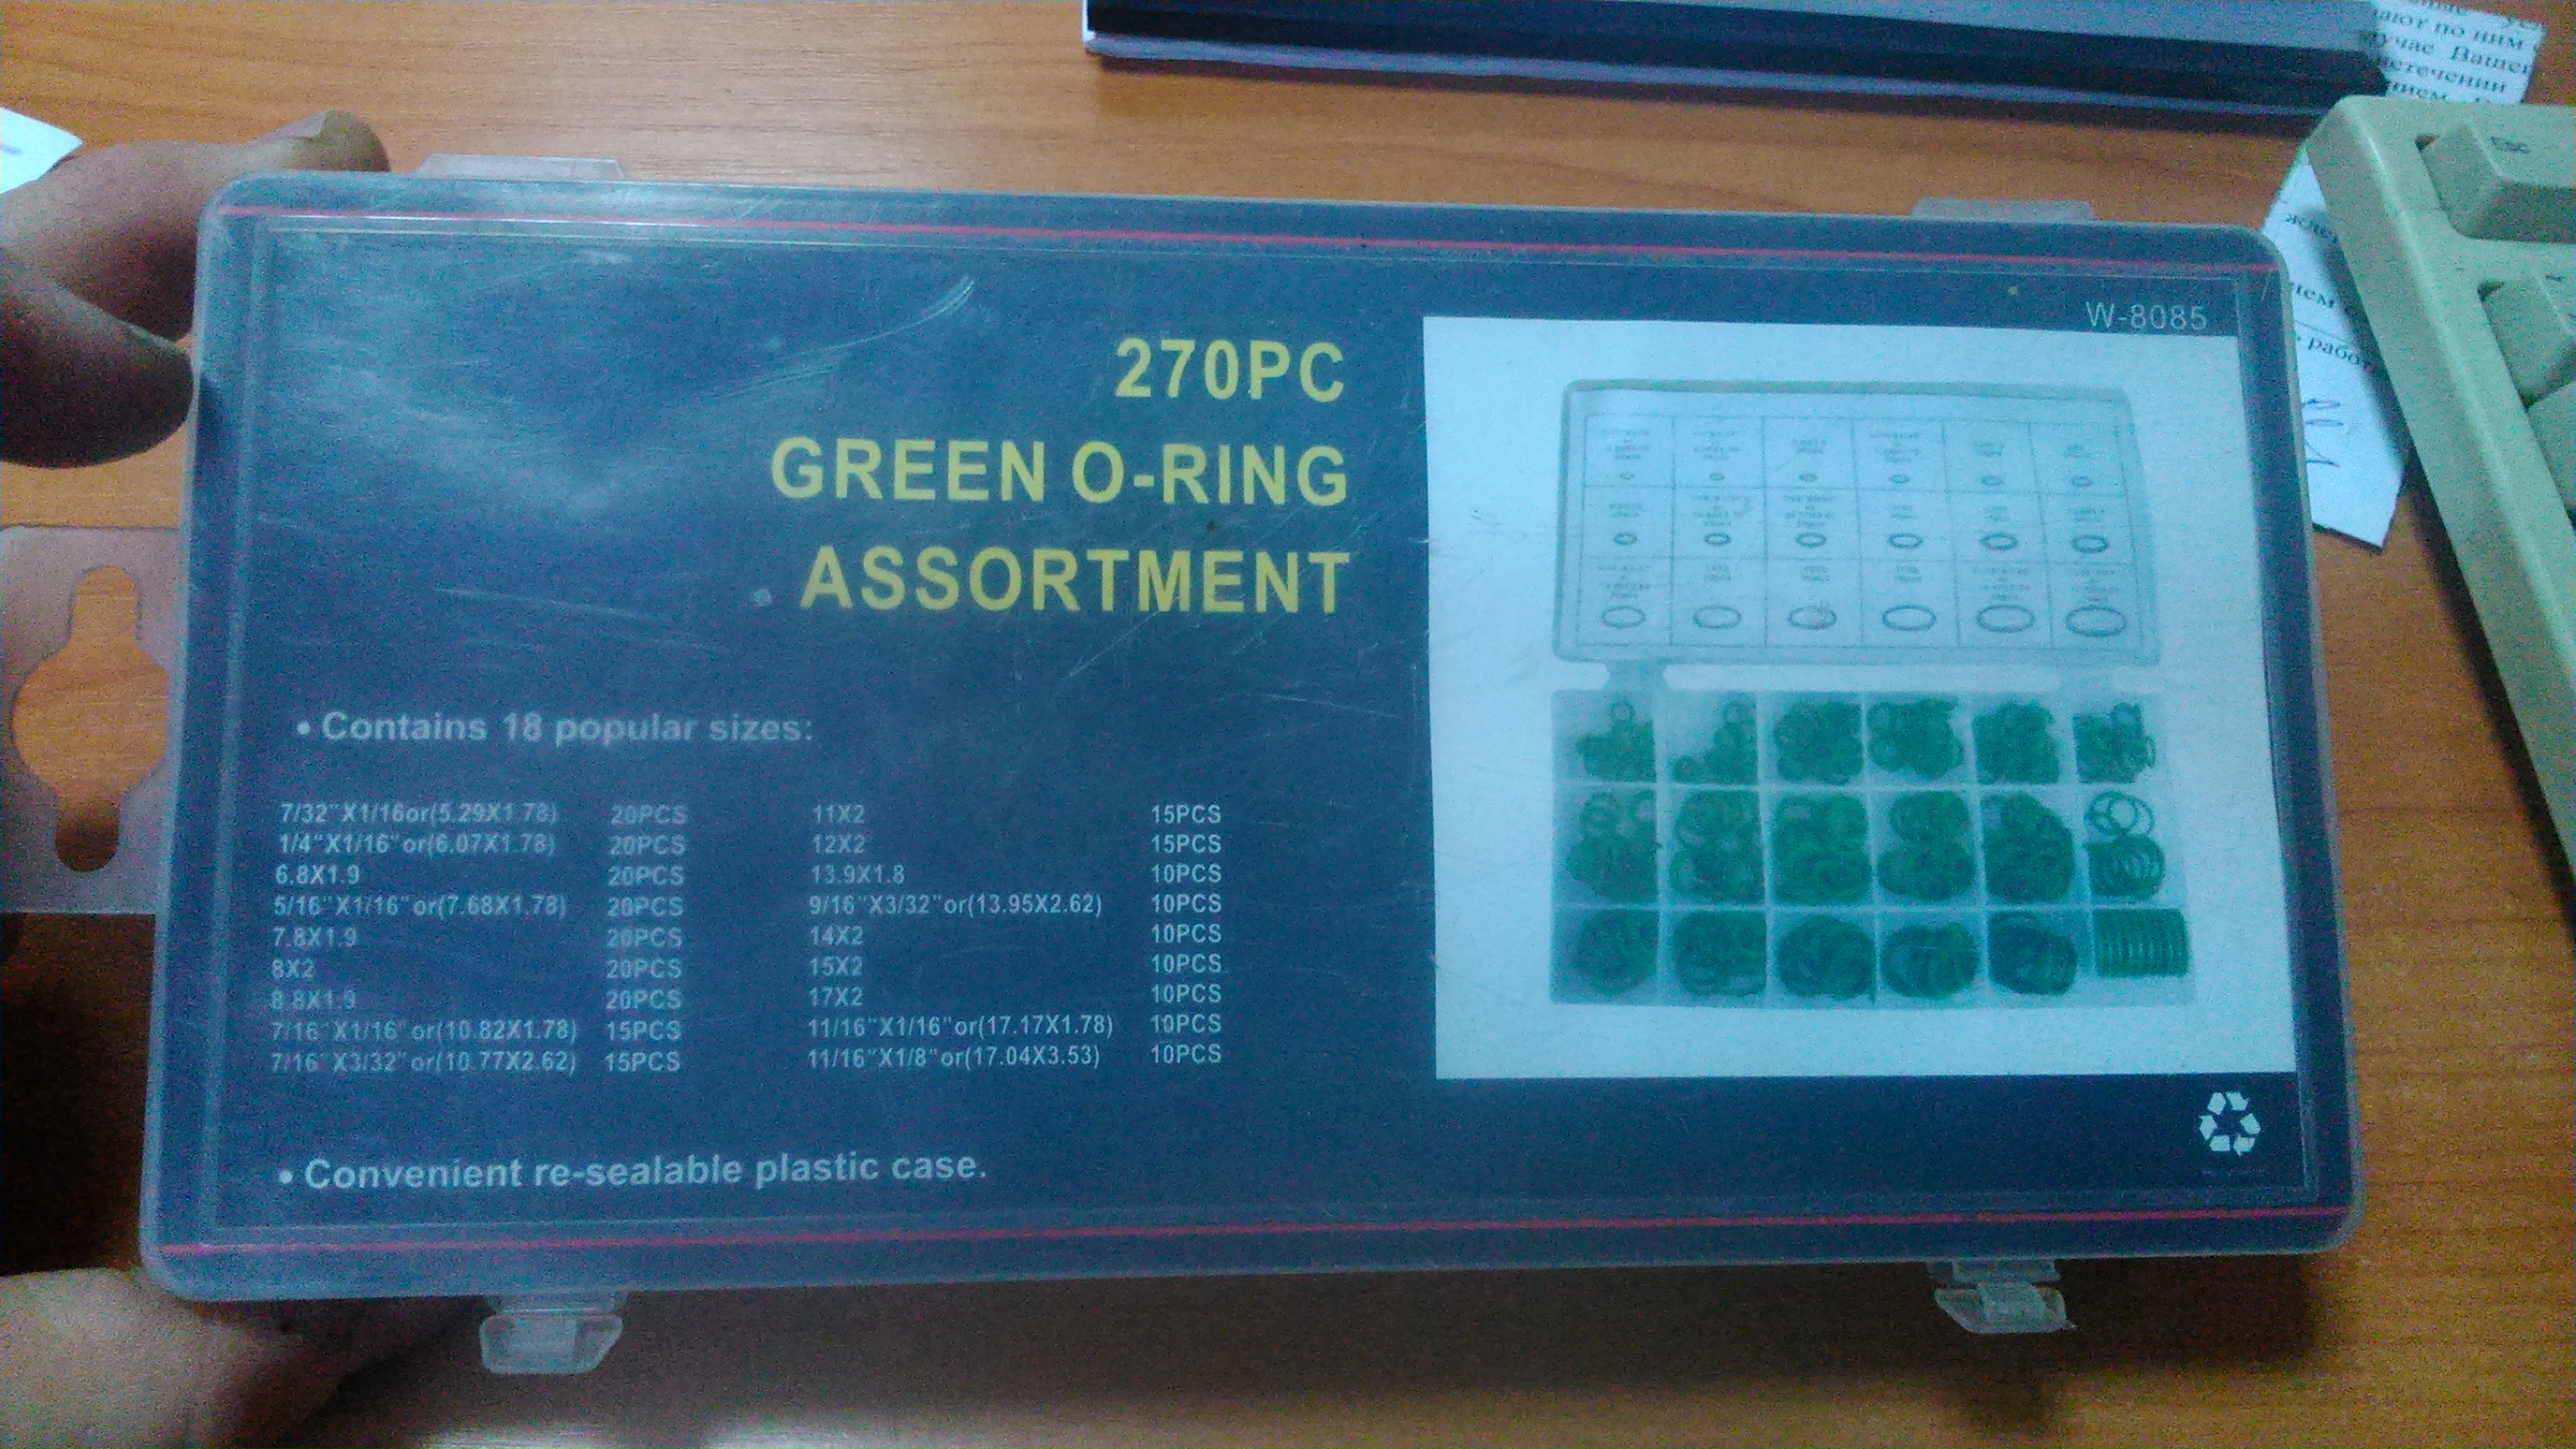 W-8085
270PC
GREEN O-RING
ASSORTMENT
• Contains 18 popular sizes:
7/32"X1/16or(5.29X1.78) 20PCS 11X2 15PCS
1/4"X1/16"or(6.07X1.78) 20PCS 12X2 15PCS
6.8X1.9 20PCS 13.9X1.8 10PCS
5/16"X1/16"or(7.68X1.78) 20PCS 9/16"X3/32"or(13.95X2.62) 10PCS
7.8X1.9 20PCS 14X2 10PCS
8X2 20PCS 15X2 10PCS
8.8X1.9 20PCS 17X2 10PCS
7/16"X1/16"or(10.82X1.78) 15PCS 11/16"X1/16"or(17.17X1.78) 10PCS
7/16"X3/32"or(10.77X2.62) 15PCS 11/16"X1/8"or(17.04X3.53) 10PCS
• Convenient re-sealable plastic case.
по ним
истечении
ESC